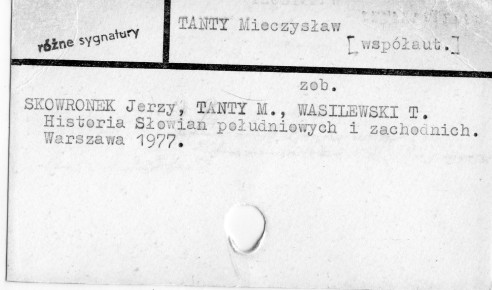 różne sygnatury
TANTY Mieczysław
[współaut.]
zob.
SKOWRONEK Jerzy, TANTY M., WASILEWSKI T.
Historia Słowian południowych i zachodnich.
Warszawa 1977.